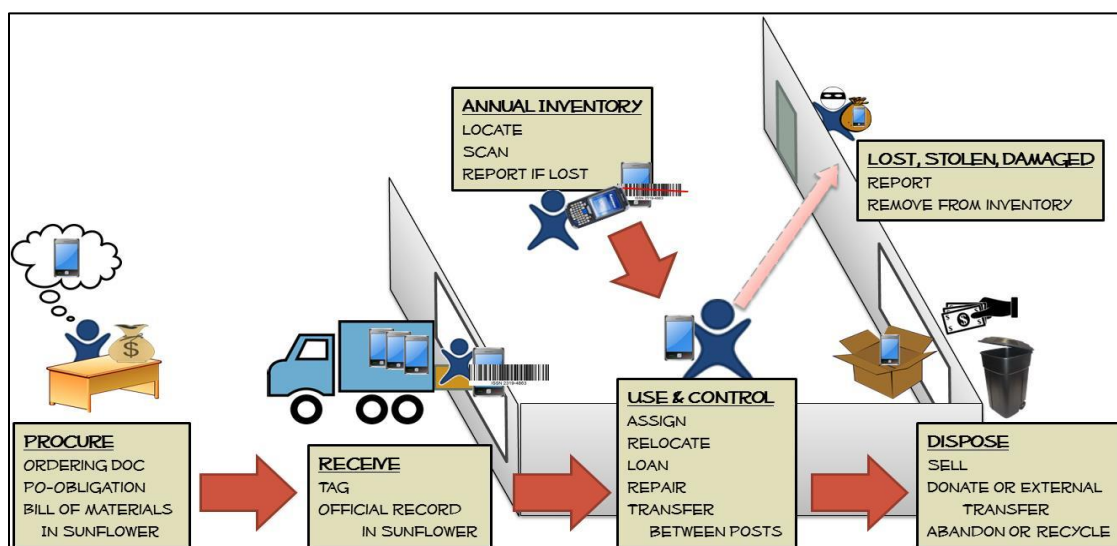 ANNUAL INVENTORY
LOCATE
SCAN
REPORT IF LOST
LOST, STOLEN, DAMAGED
REPORT
REMOVE FROM INVENTORY
$
PROCURE
ORDERING DOC
PO-OBLIGATION
BILL OF MATERIALS
IN SUNFLOWER
RECEIVE
TAG
OFFICIAL RECORD
IN SUNFLOWER
USE & CONTROL
ASSIGN
RELOCATE
LOAN
REPAIR
TRANSFER
BETWEEN POSTS
DISPOSE
SELL
DONATE OR EXTERNAL
TRANSFER
ABANDON OR RECYCLE